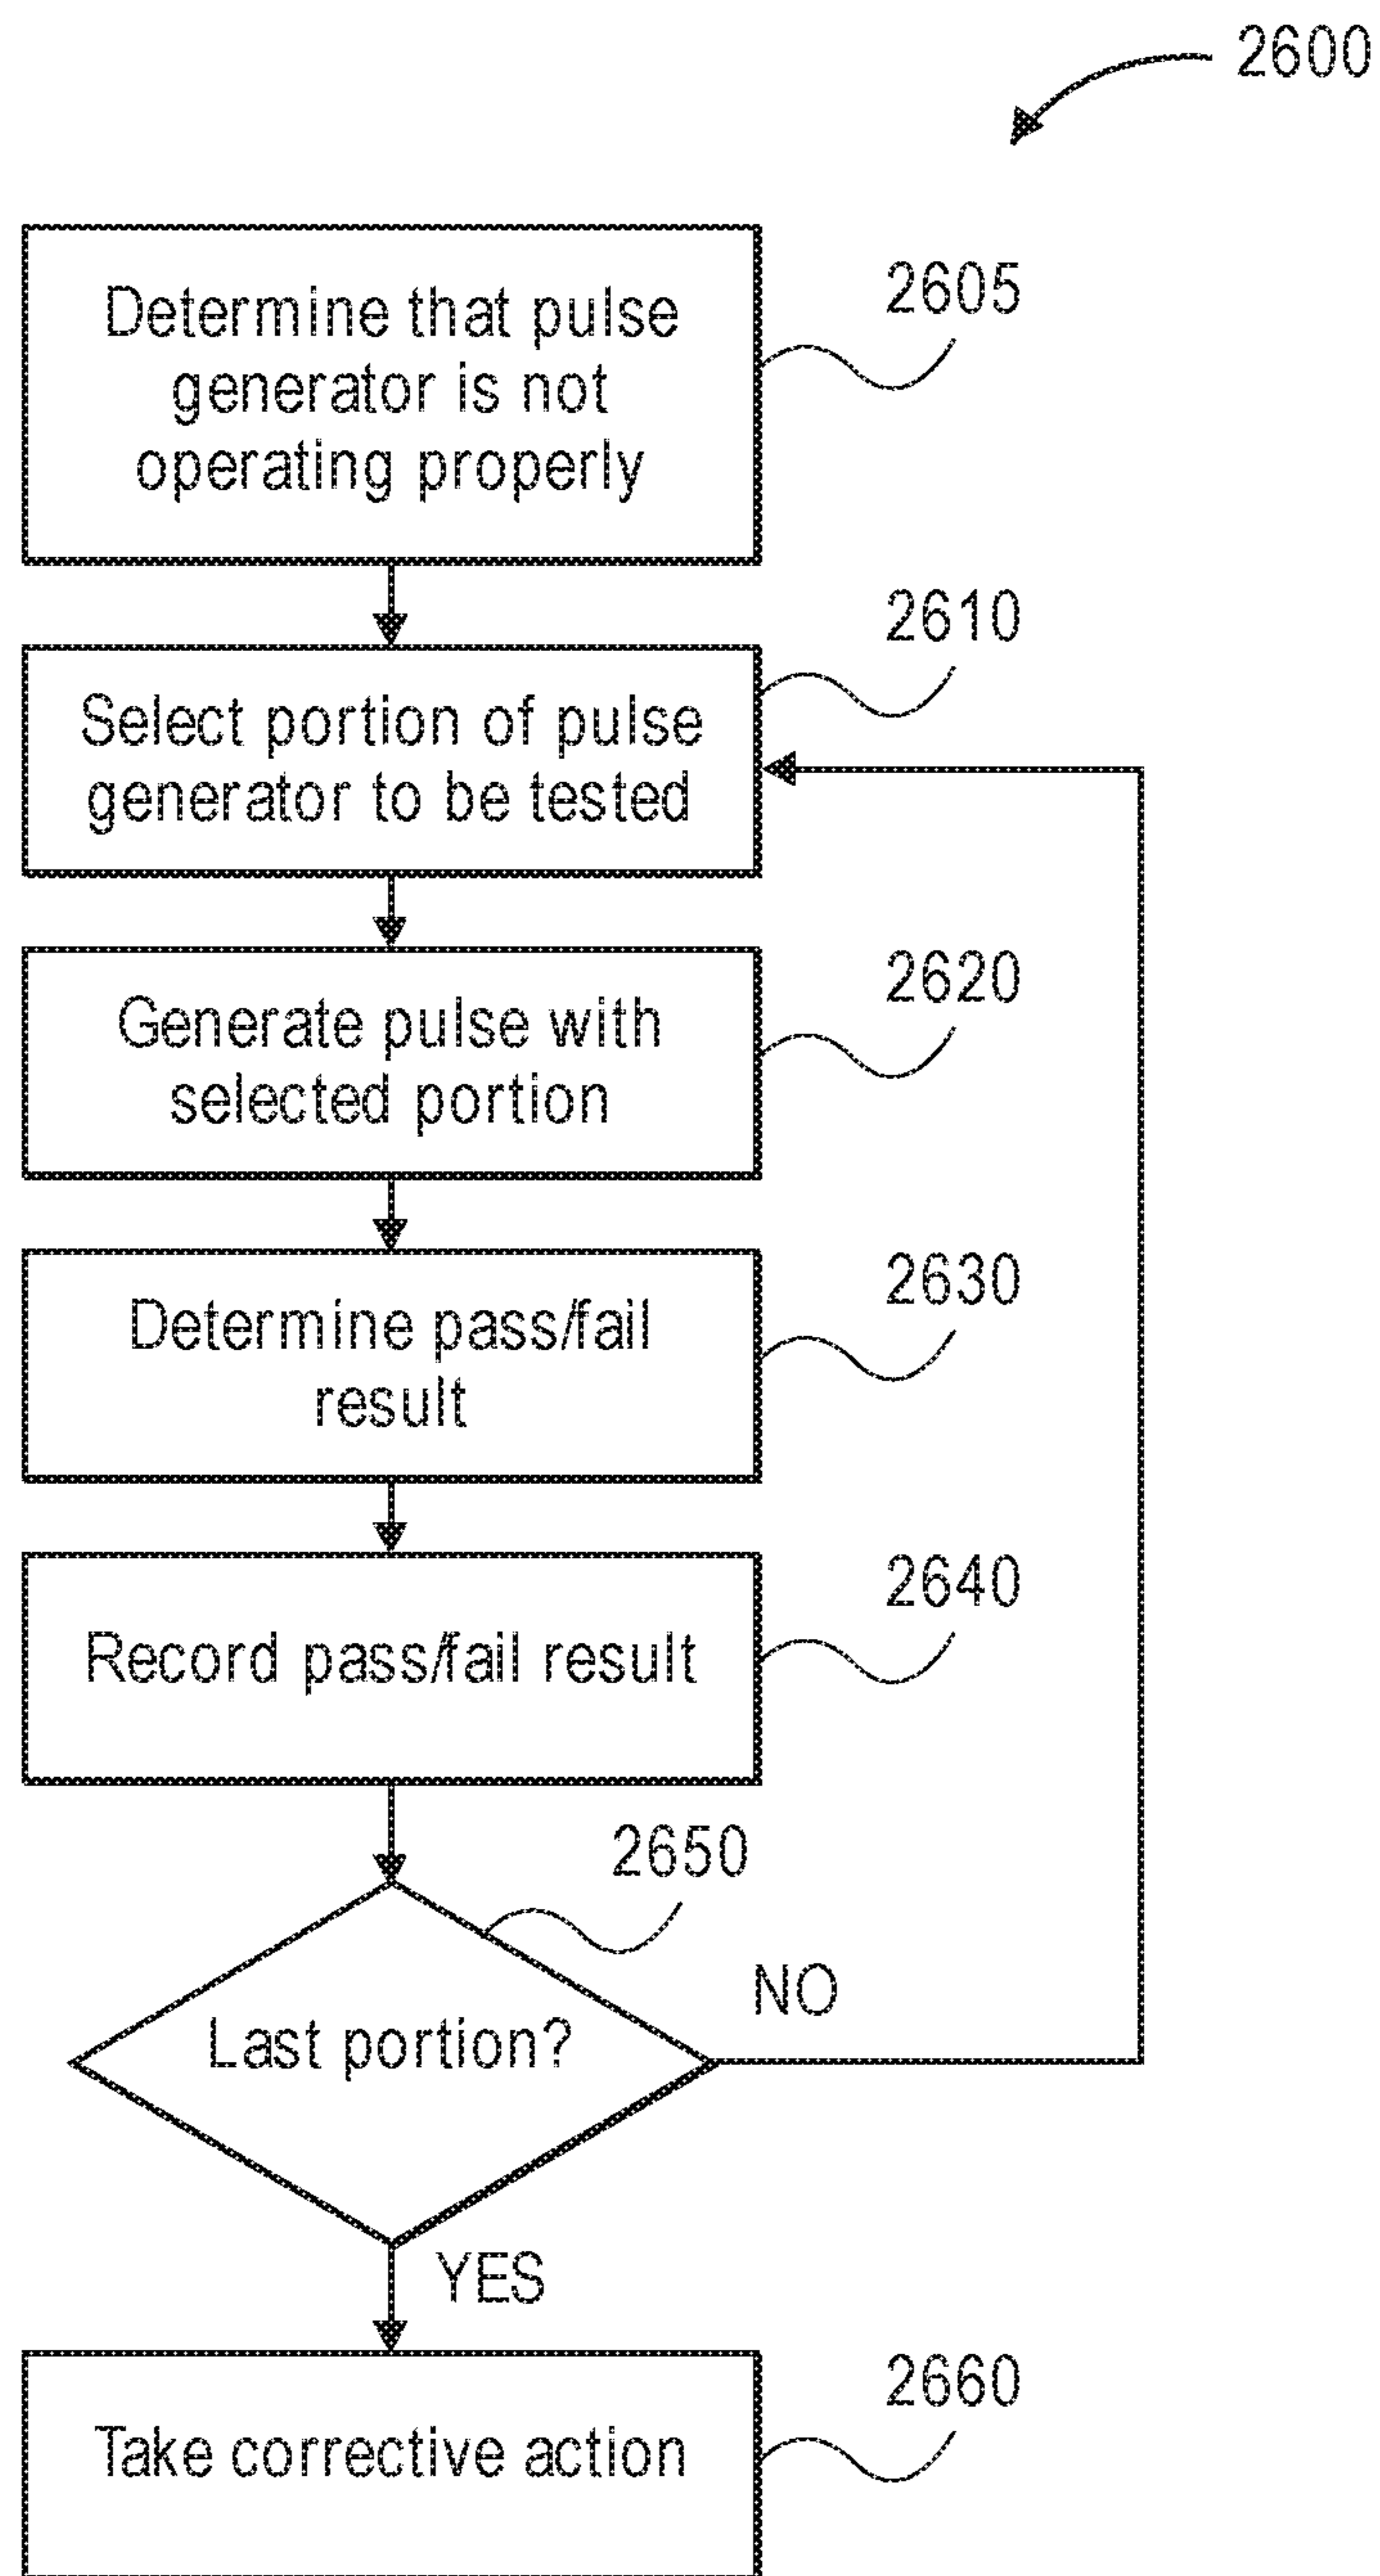 2600
Determine that pulse
generator is not
operating properly
2605
Select portion of pulse
generator to be tested
2610
Generate pulse with
selected portion
2620
Determine pass/fail
result
2630
Record pass/fail result
2640
2650
Last portion?
NO
YES
Take corrective action
2660